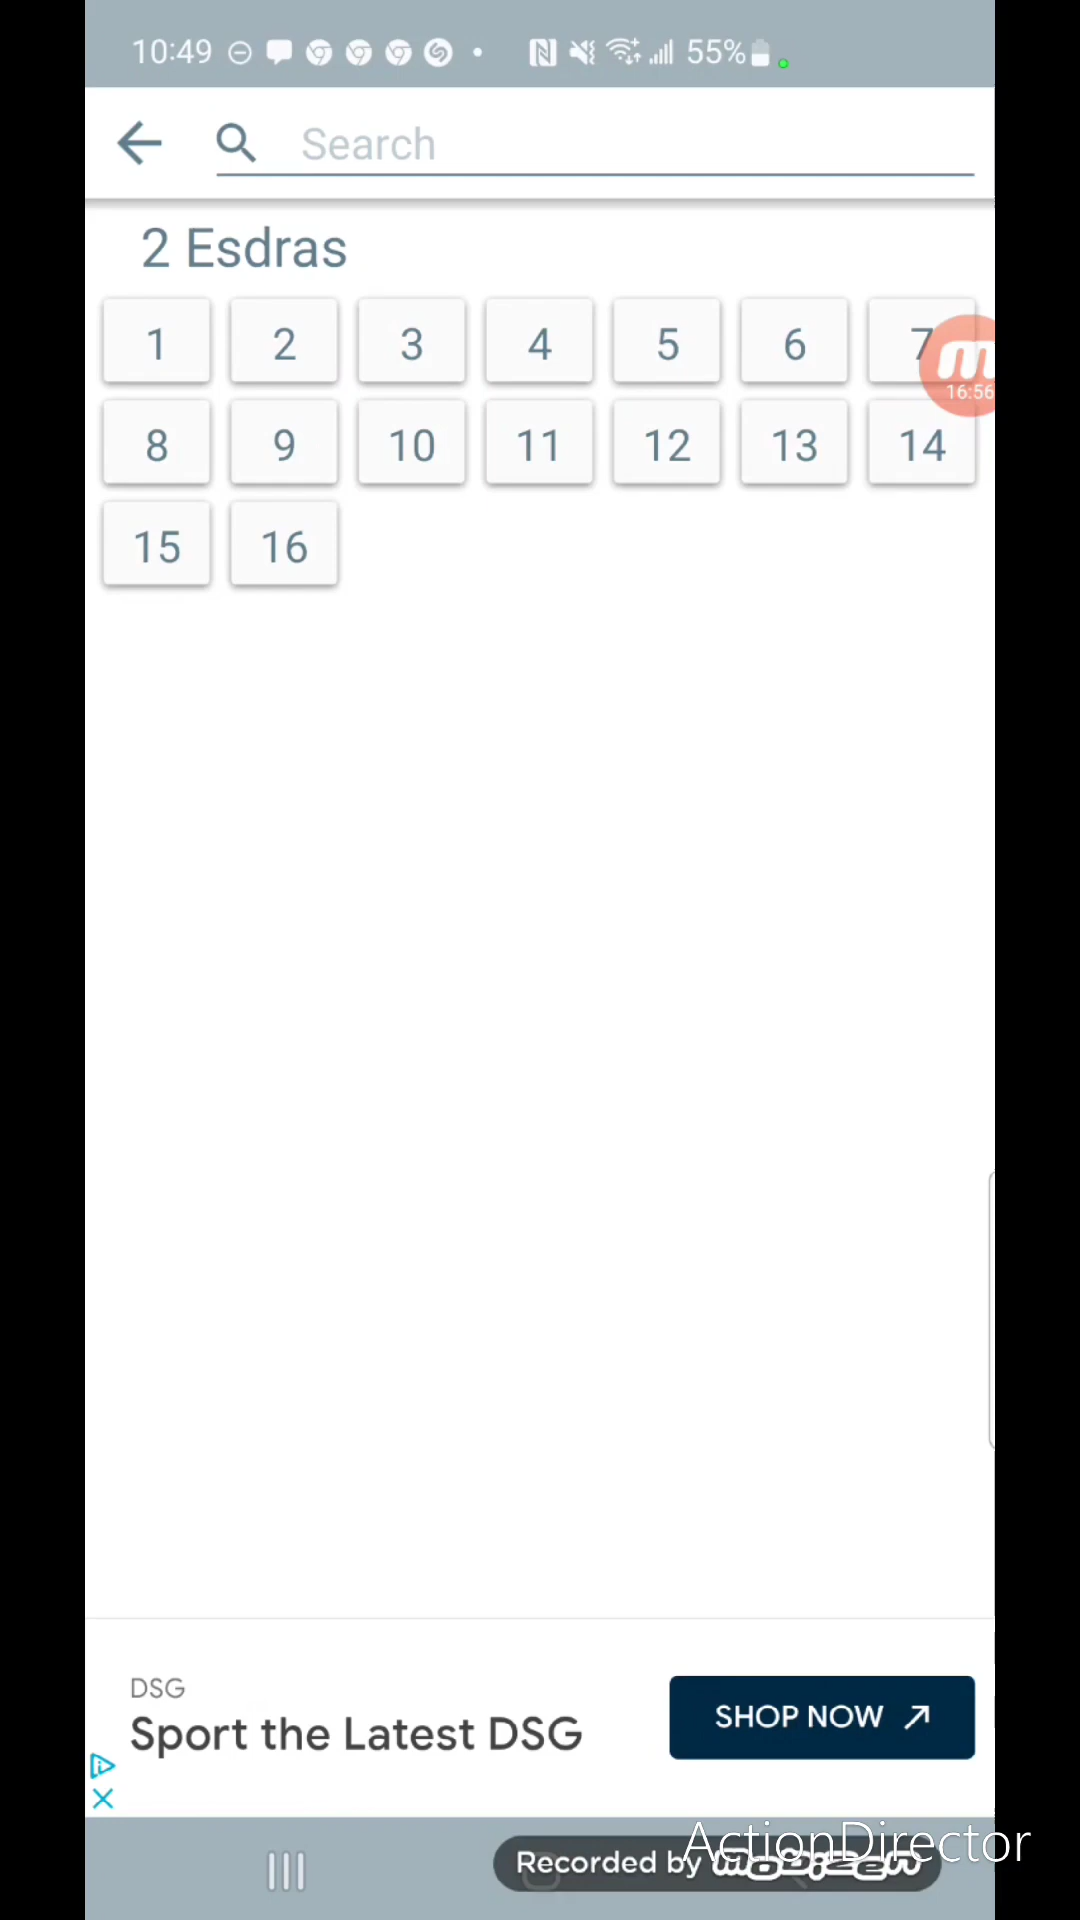 10:49 55%
Search
2 Esdras
1 2 3 4 5 6 7
16:56
8 9 10 11 12 13 14
15 16
DSG
Sport the Latest DSG
SHOP NOW
ActionDirector
Recorded by mobizen